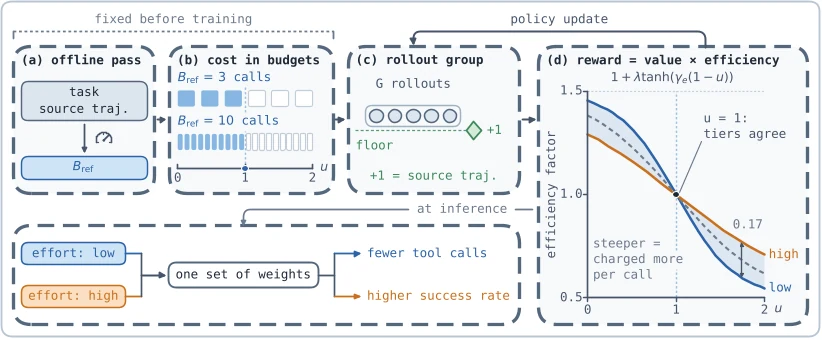 fixed before training
policy update
(a) offline pass
task
source traj.
B_ref
(b) cost in budgets
B_ref = 3 calls
B_ref = 10 calls
0 1 2 u
(c) rollout group
G rollouts
+1
floor
+1 = source traj.
(d) reward = value × efficiency
1 + λtanh(γ_e(1 − u))
efficiency factor
1.5
1.0
0.5
u = 1:
tiers agree
0.17
steeper =
charged more
per call
high
low
0 1 2 u
at inference
effort: low
effort: high
one set of weights
fewer tool calls
higher success rate